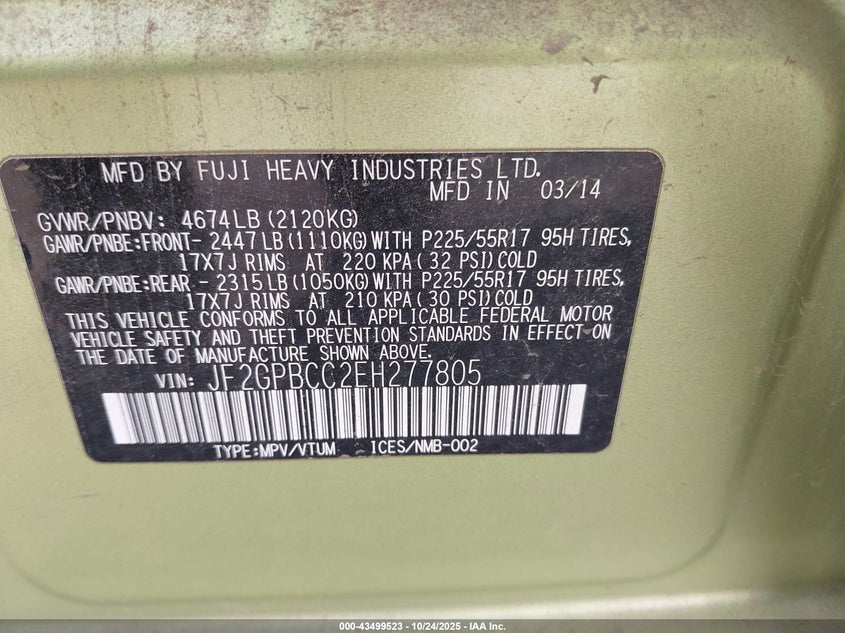 MFD BY FUJI HEAVY INDUSTRIES LTD.
MFD IN 03/14
GVWR/PNBV: 4674LB(2120KG)
GAWR/PNBE:FRONT- 2447LB(1110KG)WITH P225/55R17 95H TIRES,
17X7J RIMS AT 220 KPA( 32 PSI)COLD
GAWR/PNBE:REAR - 2315LB(1050KG)WITH P225/55R17 95H TIRES,
17X7J RIMS AT 210 KPA( 30 PSI)COLD
THIS VEHICLE CONFORMS TO ALL APPLICABLE FEDERAL MOTOR
VEHICLE SAFETY AND THEFT PREVENTION STANDARDS IN EFFECT ON
THE DATE OF MANUFACTURE SHOWN ABOVE.
VIN: JF2GPBCC2EH277805
TYPE:MPV/VTUM ICES/NMB-002
000-43499523 - 10/24/2025 - IAA Inc.